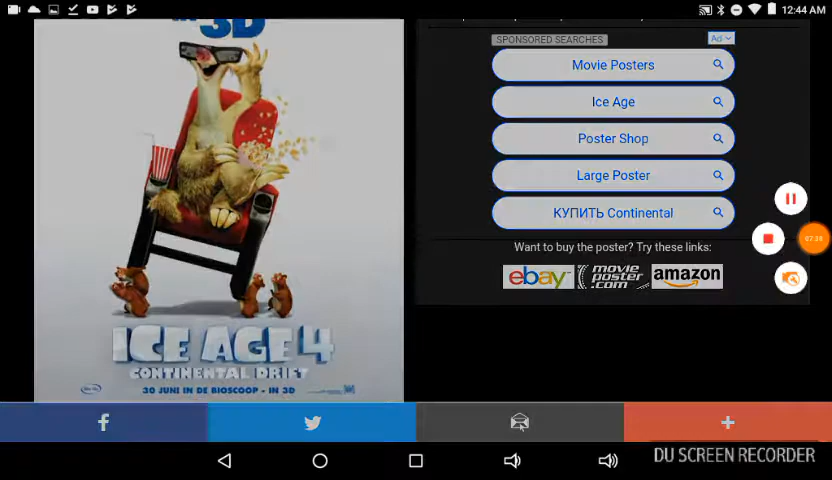 12:44 AM
IN 3D
ICE AGE 4
CONTINENTAL DRIFT
30 JUNI IN DE BIOSCOOP - IN 3D
SPONSORED SEARCHES
Ad
Movie Posters
Ice Age
Poster Shop
Large Poster
КУПИТЬ Continental
Want to buy the poster? Try these links:
ebay
movie
poster
.com
amazon
DU SCREEN RECORDER